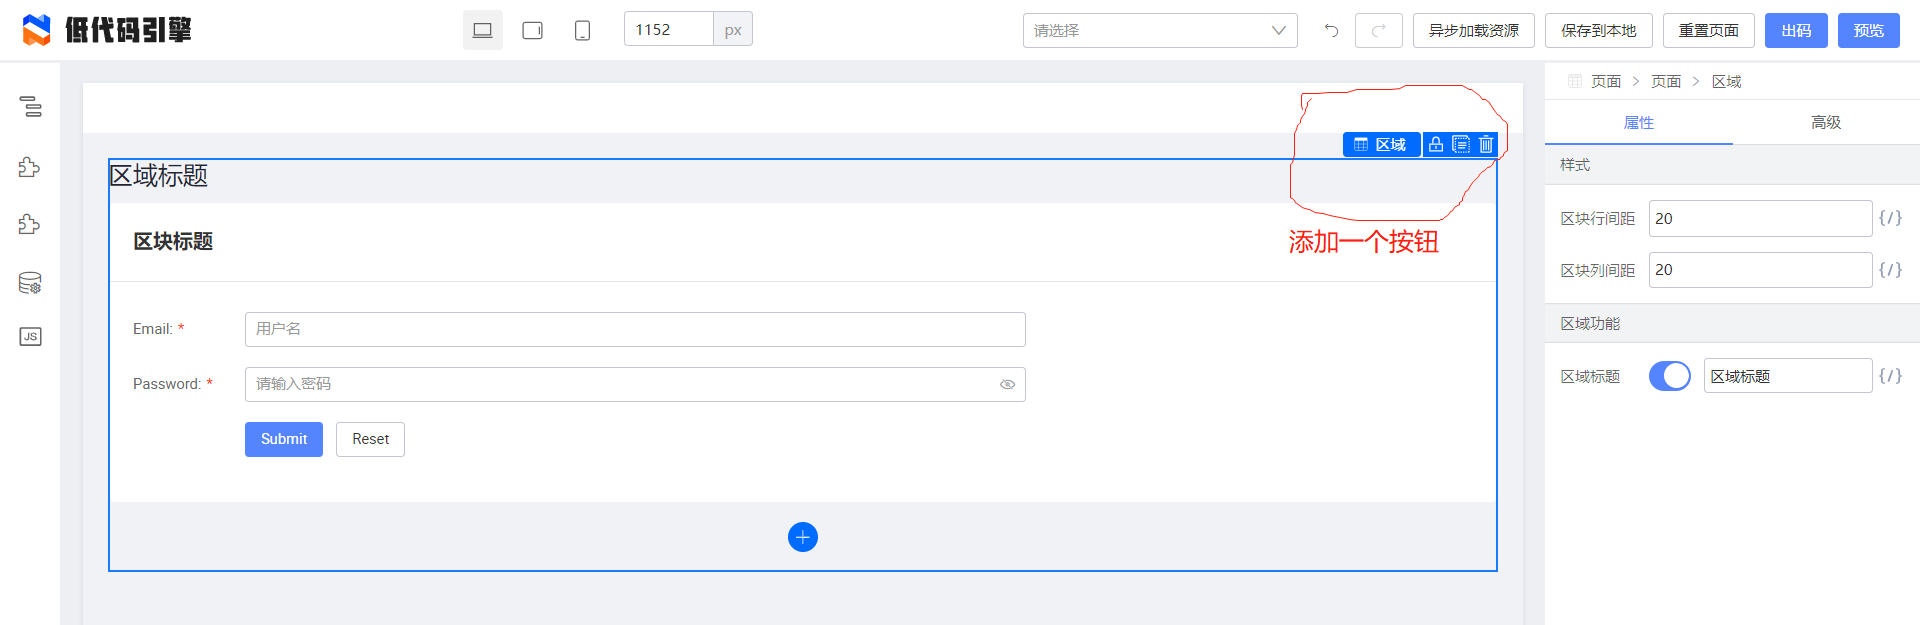 低代码引擎
1152 px
请选择
异步加载资源
保存到本地
重置页面
出码
预览
页面 > 页面 > 区域
属性
高级
样式
区块行间距 20 {/}
区块列间距 20 {/}
区域功能
区域标题 区域标题 {/}
JS
区域
区域标题
区块标题
添加一个按钮
Email: * 用户名
Password: * 请输入密码
Submit Reset